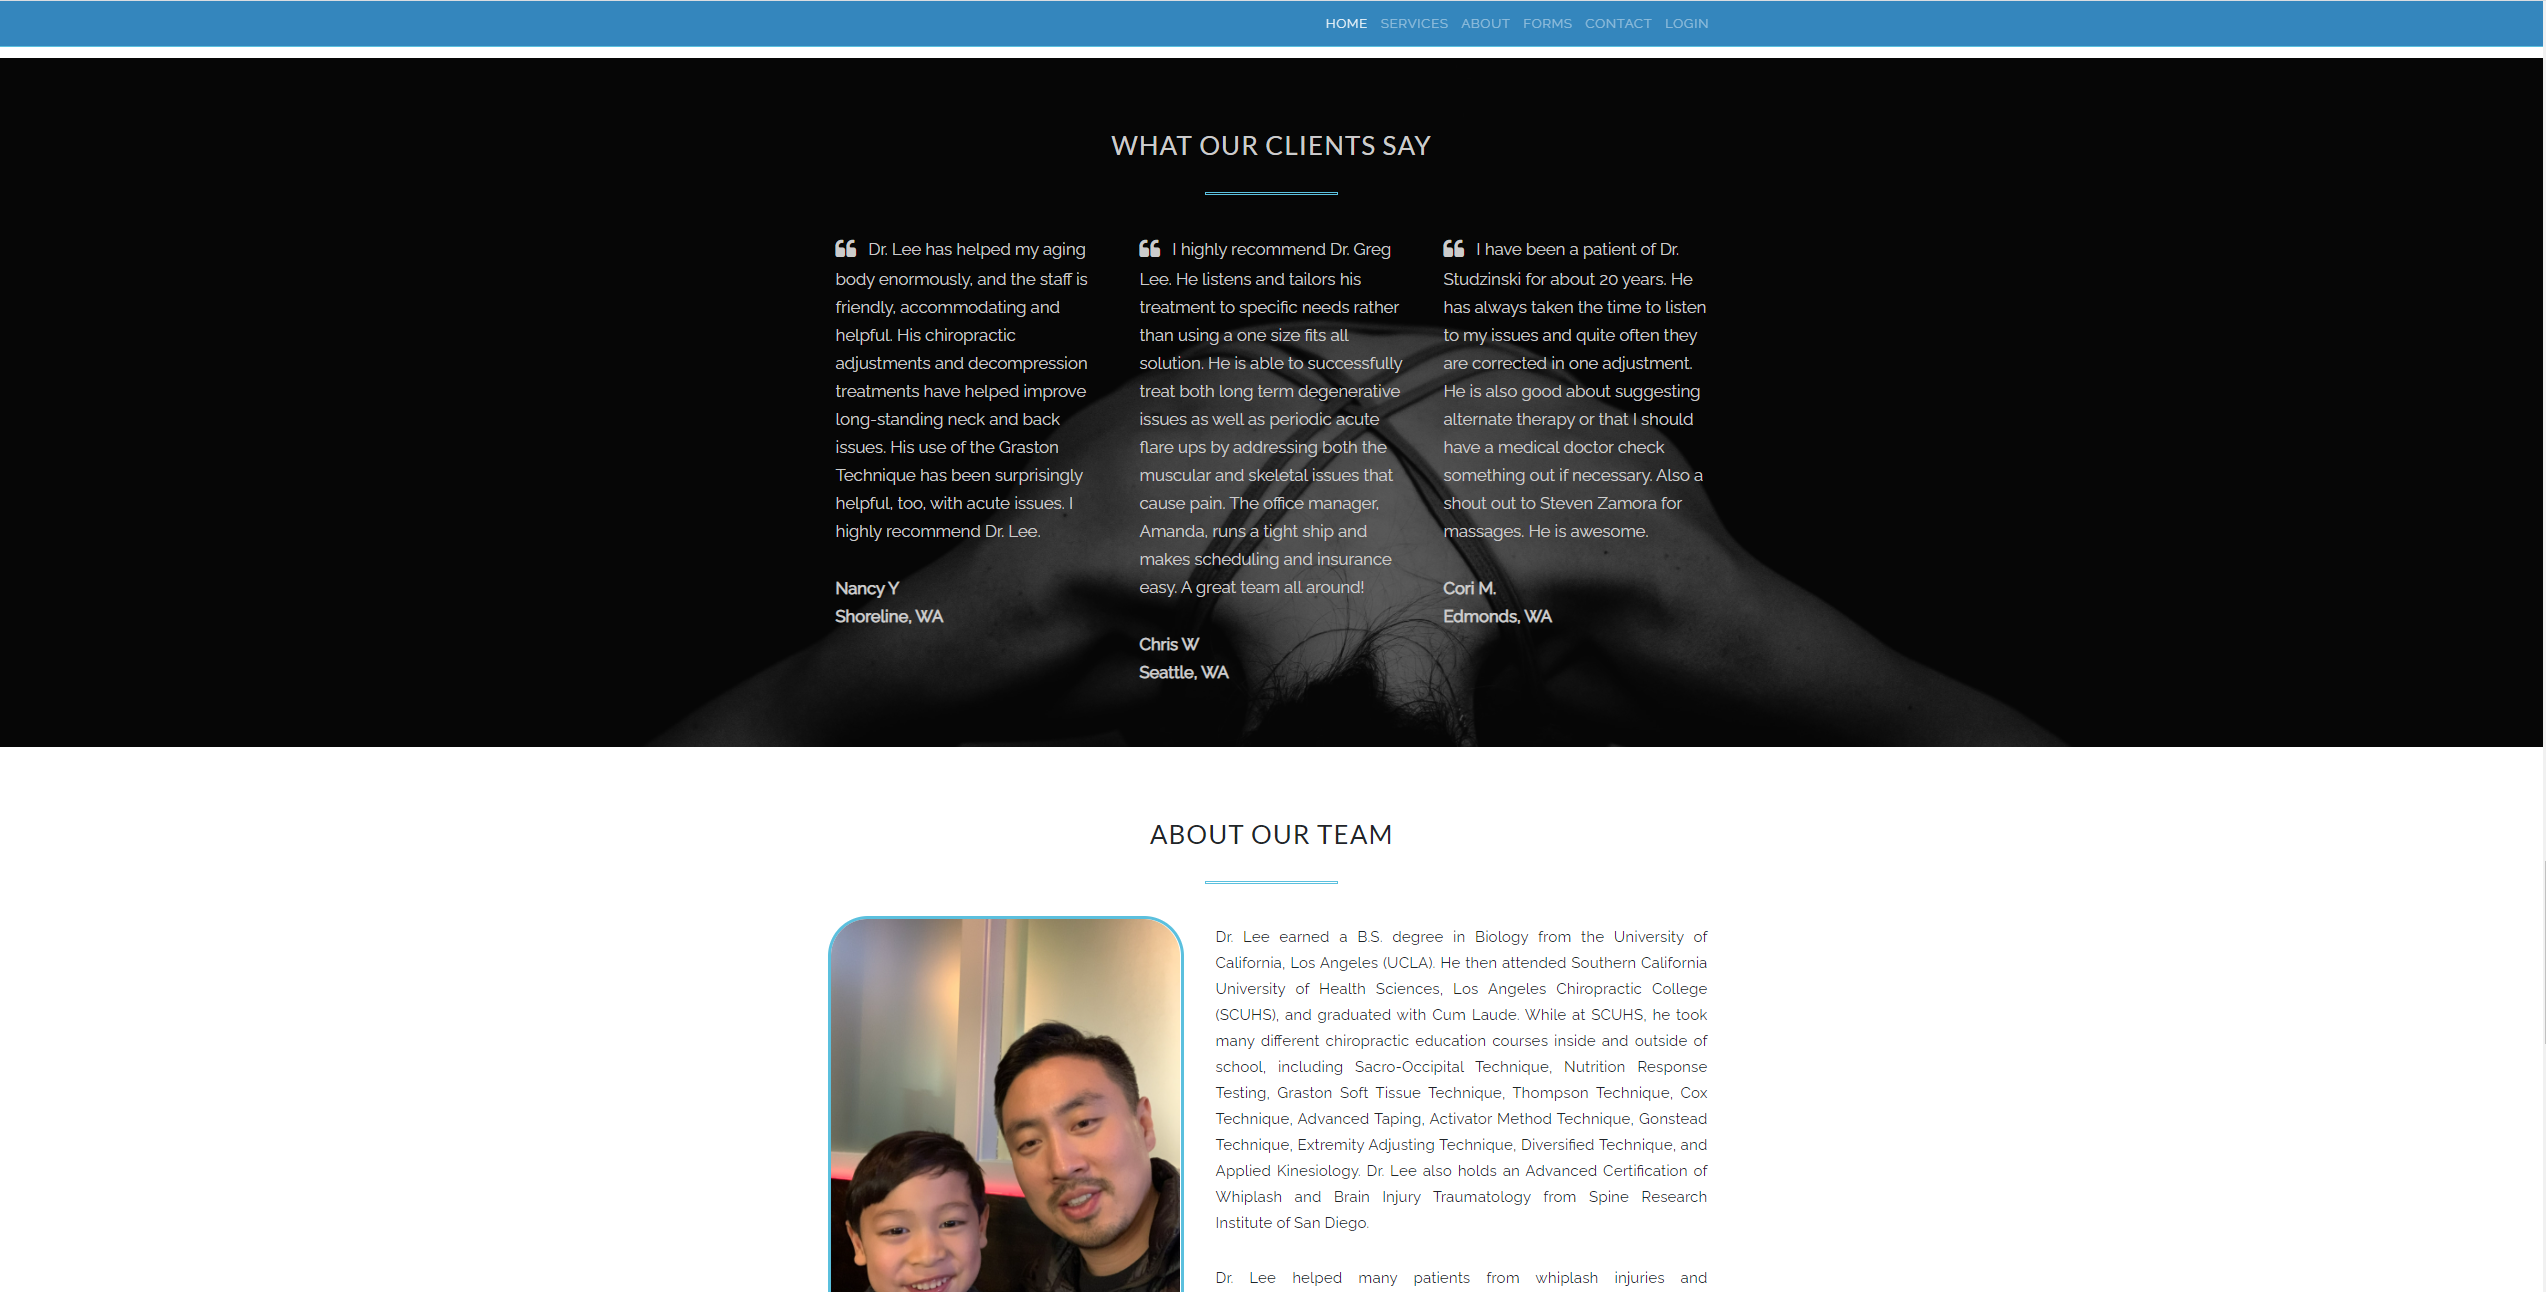 HOME SERVICES ABOUT FORMS CONTACT LOGIN
WHAT OUR CLIENTS SAY
❝ Dr. Lee has helped my aging
body enormously, and the staff is
friendly, accommodating and
helpful. His chiropractic
adjustments and decompression
treatments have helped improve
long-standing neck and back
issues. His use of the Graston
Technique has been surprisingly
helpful, too, with acute issues. I
highly recommend Dr. Lee.
Nancy Y
Shoreline, WA
❝ I highly recommend Dr. Greg
Lee. He listens and tailors his
treatment to specific needs rather
than using a one size fits all
solution. He is able to successfully
treat both long term degenerative
issues as well as periodic acute
flare ups by addressing both the
muscular and skeletal issues that
cause pain. The office manager,
Amanda, runs a tight ship and
makes scheduling and insurance
easy. A great team all around!
Chris W
Seattle, WA
❝ I have been a patient of Dr.
Studzinski for about 20 years. He
has always taken the time to listen
to my issues and quite often they
are corrected in one adjustment.
He is also good about suggesting
alternate therapy or that I should
have a medical doctor check
something out if necessary. Also a
shout out to Steven Zamora for
massages. He is awesome.
Cori M.
Edmonds, WA
ABOUT OUR TEAM
Dr. Lee earned a B.S. degree in Biology from the University of
California, Los Angeles (UCLA). He then attended Southern California
University of Health Sciences, Los Angeles Chiropractic College
(SCUHS), and graduated with Cum Laude. While at SCUHS, he took
many different chiropractic education courses inside and outside of
school, including Sacro-Occipital Technique, Nutrition Response
Testing, Graston Soft Tissue Technique, Thompson Technique, Cox
Technique, Advanced Taping, Activator Method Technique, Gonstead
Technique, Extremity Adjusting Technique, Diversified Technique, and
Applied Kinesiology. Dr. Lee also holds an Advanced Certification of
Whiplash and Brain Injury Traumatology from Spine Research
Institute of San Diego.
Dr. Lee helped many patients from whiplash injuries and